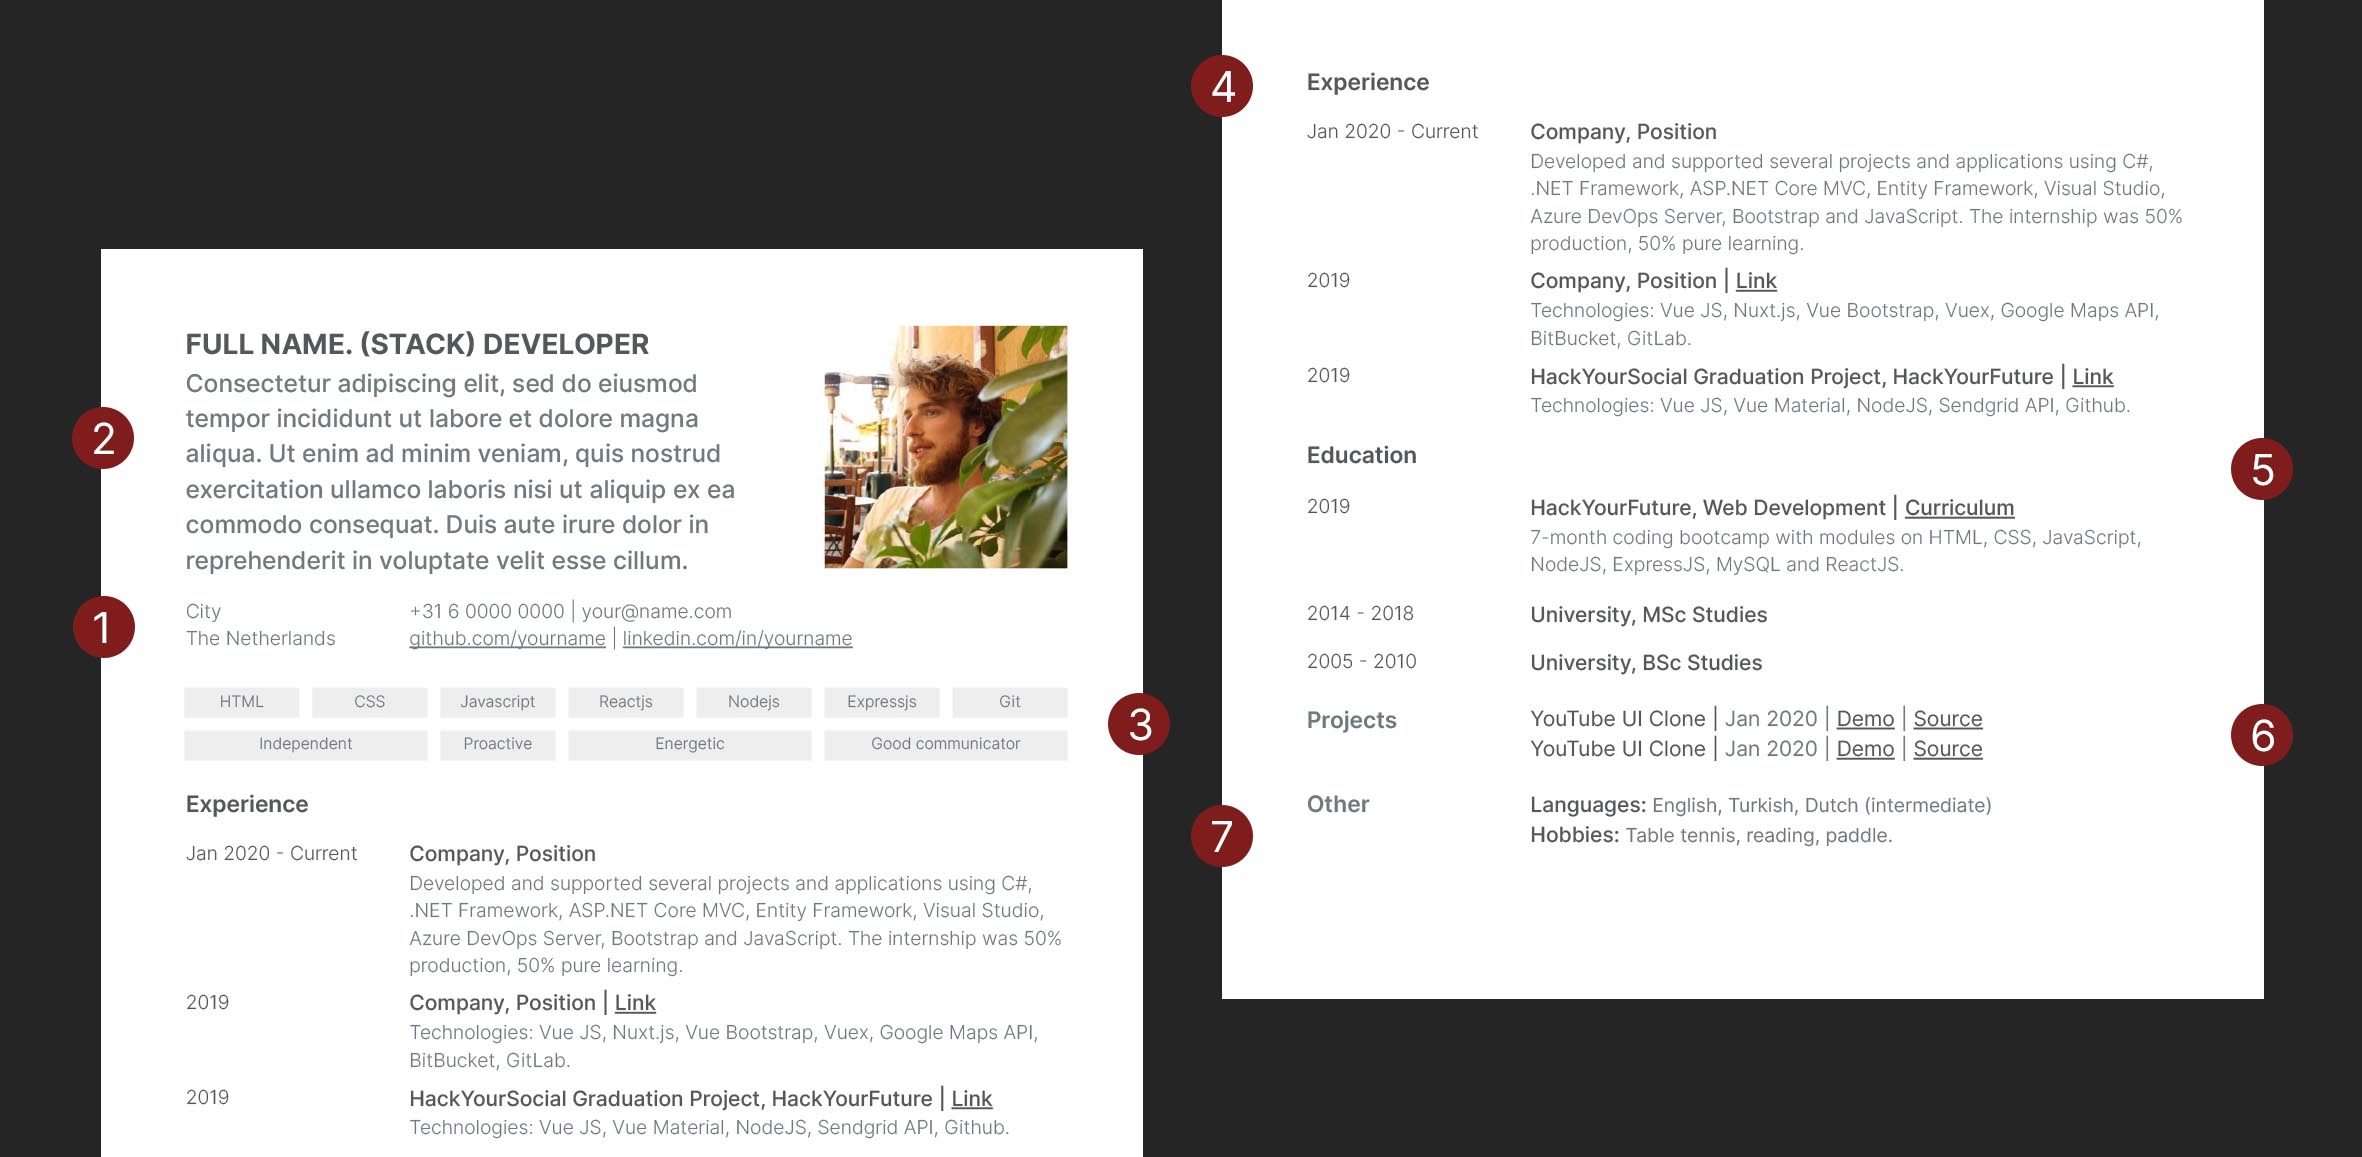 FULL NAME. (STACK) DEVELOPER
Consectetur adipiscing elit, sed do eiusmod
tempor incididunt ut labore et dolore magna
2
aliqua. Ut enim ad minim veniam, quis nostrud
exercitation ullamco laboris nisi ut aliquip ex ea
commodo consequat. Duis aute irure dolor in
reprehenderit in voluptate velit esse cillum.
1
City
+31 6 0000 0000 | your@name.com
The Netherlands
github.com/yourname | linkedin.com/in/yourname
HTML CSS Javascript Reactjs Nodejs Expressjs Git
3
Independent Proactive Energetic Good communicator
Experience
Jan 2020 - Current
Company, Position
Developed and supported several projects and applications using C#,
.NET Framework, ASP.NET Core MVC, Entity Framework, Visual Studio,
Azure DevOps Server, Bootstrap and JavaScript. The internship was 50%
production, 50% pure learning.
2019
Company, Position | Link
Technologies: Vue JS, Nuxt.js, Vue Bootstrap, Vuex, Google Maps API,
BitBucket, GitLab.
2019
HackYourSocial Graduation Project, HackYourFuture | Link
Technologies: Vue JS, Vue Material, NodeJS, Sendgrid API, Github.
4
Experience
Jan 2020 - Current
Company, Position
Developed and supported several projects and applications using C#,
.NET Framework, ASP.NET Core MVC, Entity Framework, Visual Studio,
Azure DevOps Server, Bootstrap and JavaScript. The internship was 50%
production, 50% pure learning.
2019
Company, Position | Link
Technologies: Vue JS, Nuxt.js, Vue Bootstrap, Vuex, Google Maps API,
BitBucket, GitLab.
2019
HackYourSocial Graduation Project, HackYourFuture | Link
Technologies: Vue JS, Vue Material, NodeJS, Sendgrid API, Github.
Education
5
2019
HackYourFuture, Web Development | Curriculum
7-month coding bootcamp with modules on HTML, CSS, JavaScript,
NodeJS, ExpressJS, MySQL and ReactJS.
2014 - 2018
University, MSc Studies
2005 - 2010
University, BSc Studies
Projects
YouTube UI Clone | Jan 2020 | Demo | Source
6
YouTube UI Clone | Jan 2020 | Demo | Source
Other
Languages: English, Turkish, Dutch (intermediate)
7
Hobbies: Table tennis, reading, paddle.